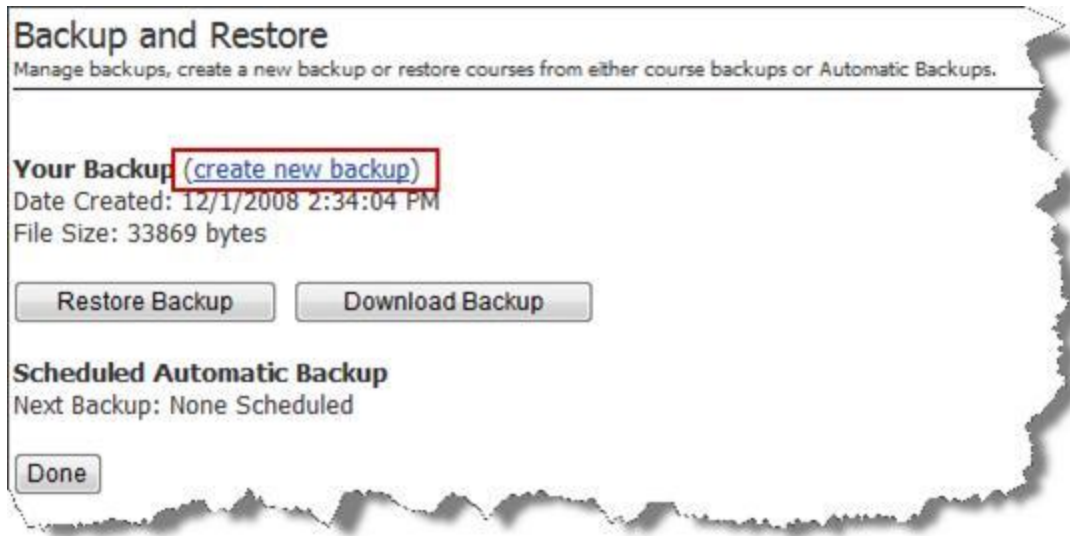 Backup and Restore
Manage backups, create a new backup or restore courses from either course backups or Automatic Backups.
Your Backup (create new backup)
Date Created: 12/1/2008 2:34:04 PM
File Size: 33869 bytes
Restore Backup Download Backup
Scheduled Automatic Backup
Next Backup: None Scheduled
Done